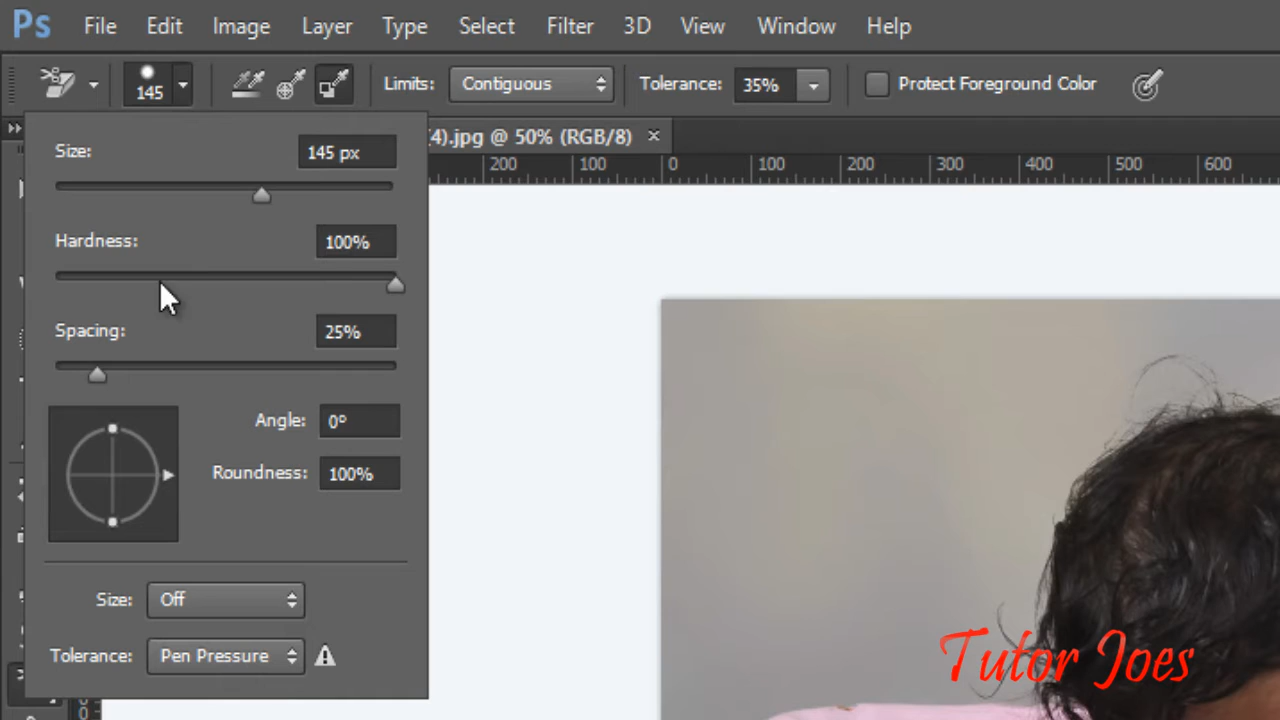 Ps File Edit Image Layer Type Select Filter 3D View Window Help
145 Limits: Contiguous Tolerance: 35% Protect Foreground Color
(4).jpg @ 50% (RGB/8) ×
200 100 0 100 200 300 400 500 600
Size: 145 px
Hardness: 100%
Spacing: 25%
Angle: 0°
Roundness: 100%
Size: Off
Tolerance: Pen Pressure
Tutor Joes